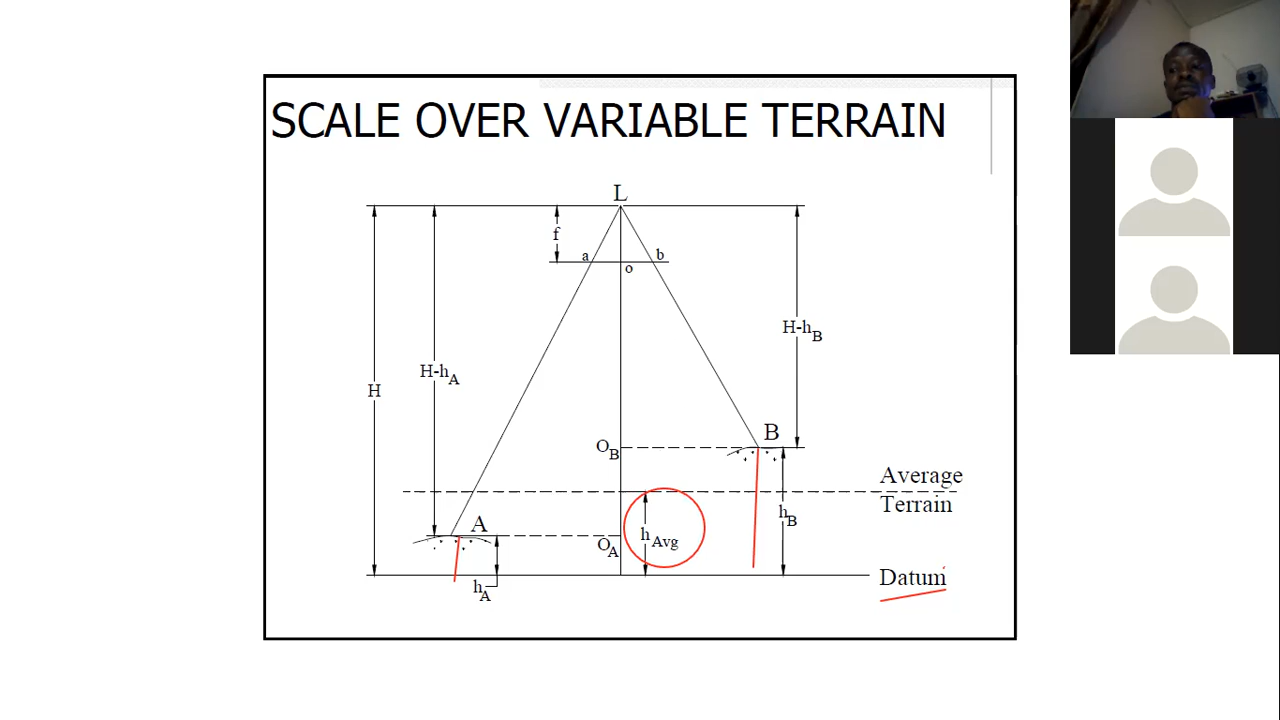 SCALE OVER VARIABLE TERRAIN
L
f
a
b
o
H-hB
H-hA
H
B
OB
Average
Terrain
A
hB
OA
hAvg
Datum
hA